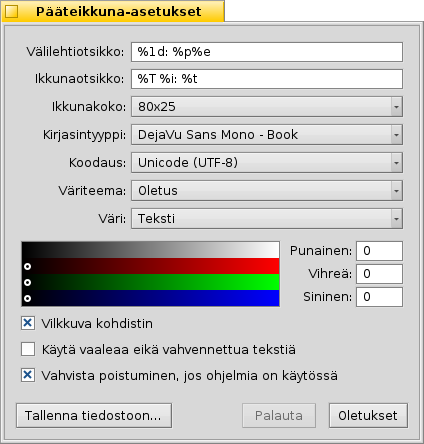 Pääteikkuna-asetukset
Välilehtiotsikko: %1d: %p%e
Ikkunaotsikko: %T %i: %t
Ikkunakoko: 80x25
Kirjasintyyppi: DejaVu Sans Mono - Book
Koodaus: Unicode (UTF-8)
Väriteema: Oletus
Väri: Teksti
Punainen: 0
Vihreä: 0
Sininen: 0
Vilkkuva kohdistin
Käytä vaaleaa eikä vahvennettua tekstiä
Vahvista poistuminen, jos ohjelmia on käytössä
Tallenna tiedostoon... Palauta Oletukset